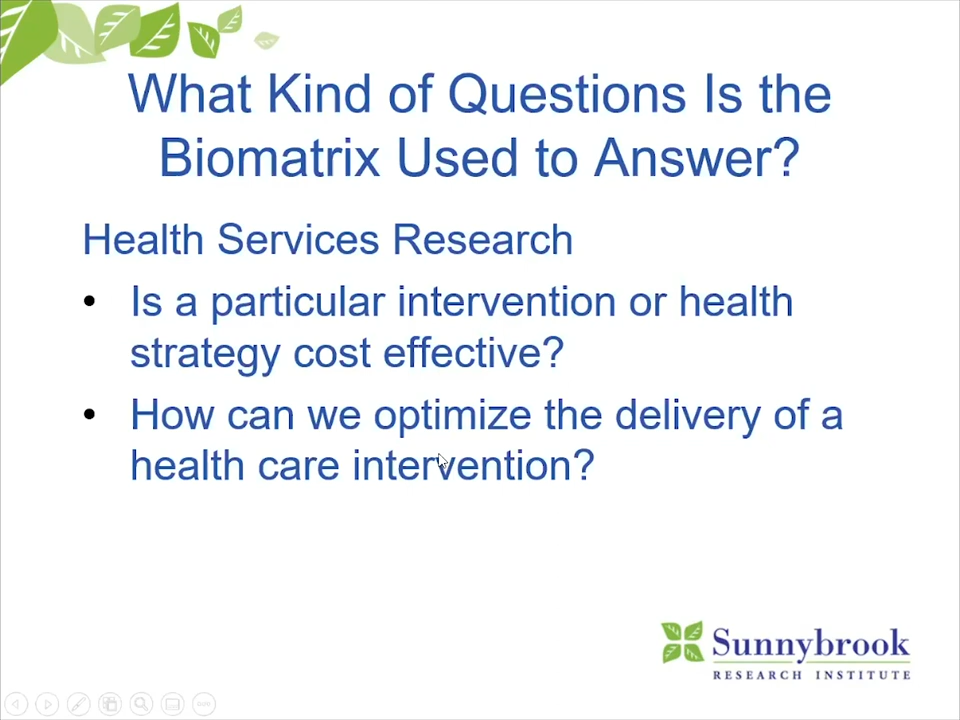 What Kind of Questions Is the
Biomatrix Used to Answer?
Health Services Research
• Is a particular intervention or health
strategy cost effective?
• How can we optimize the delivery of a
health care intervention?
Sunnybrook
RESEARCH INSTITUTE